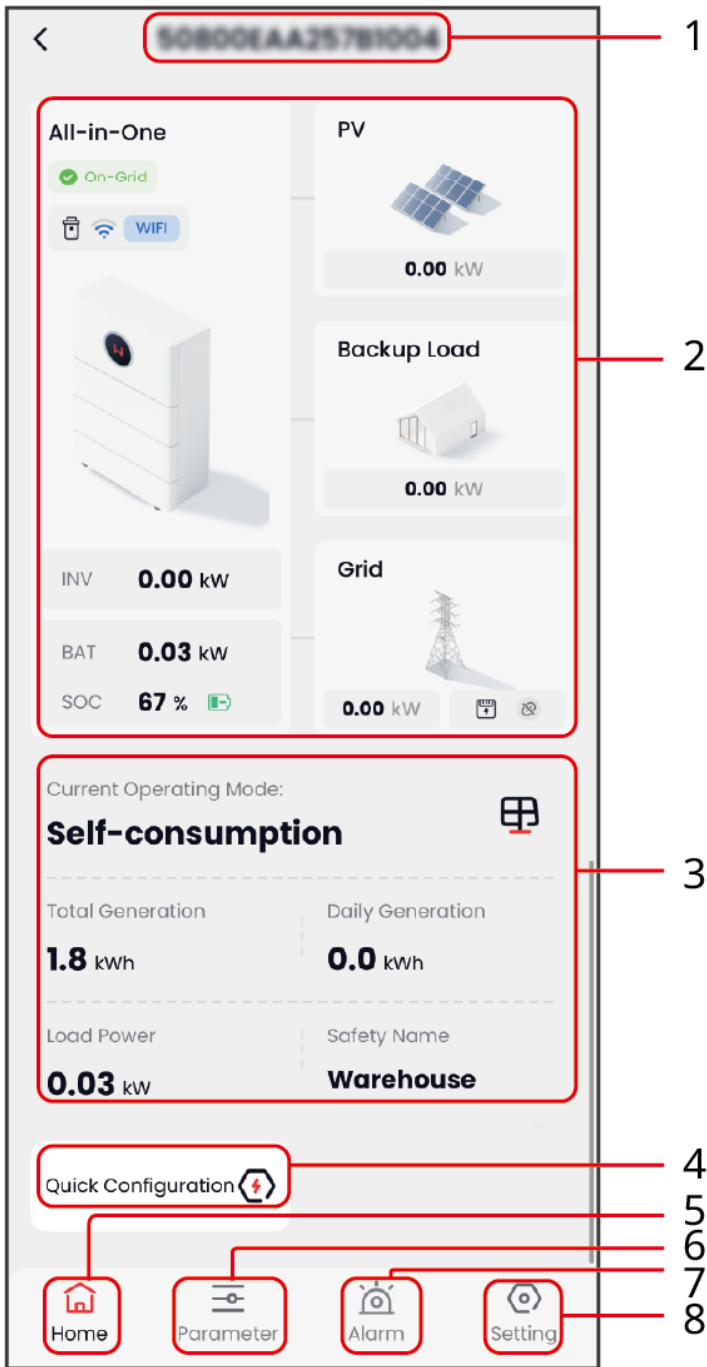 1
All-in-One
On-Grid
WIFI
INV 0.00 kW
BAT 0.03 kW
SOC 67 %
PV
0.00 kW
Backup Load
0.00 kW
Grid
0.00 kW
2
Current Operating Mode:
Self-consumption
Total Generation
1.8 kWh
Daily Generation
0.0 kWh
Load Power
0.03 kW
Safety Name
Warehouse
3
Quick Configuration
4
5
6
7
8
Home
Parameter
Alarm
Setting